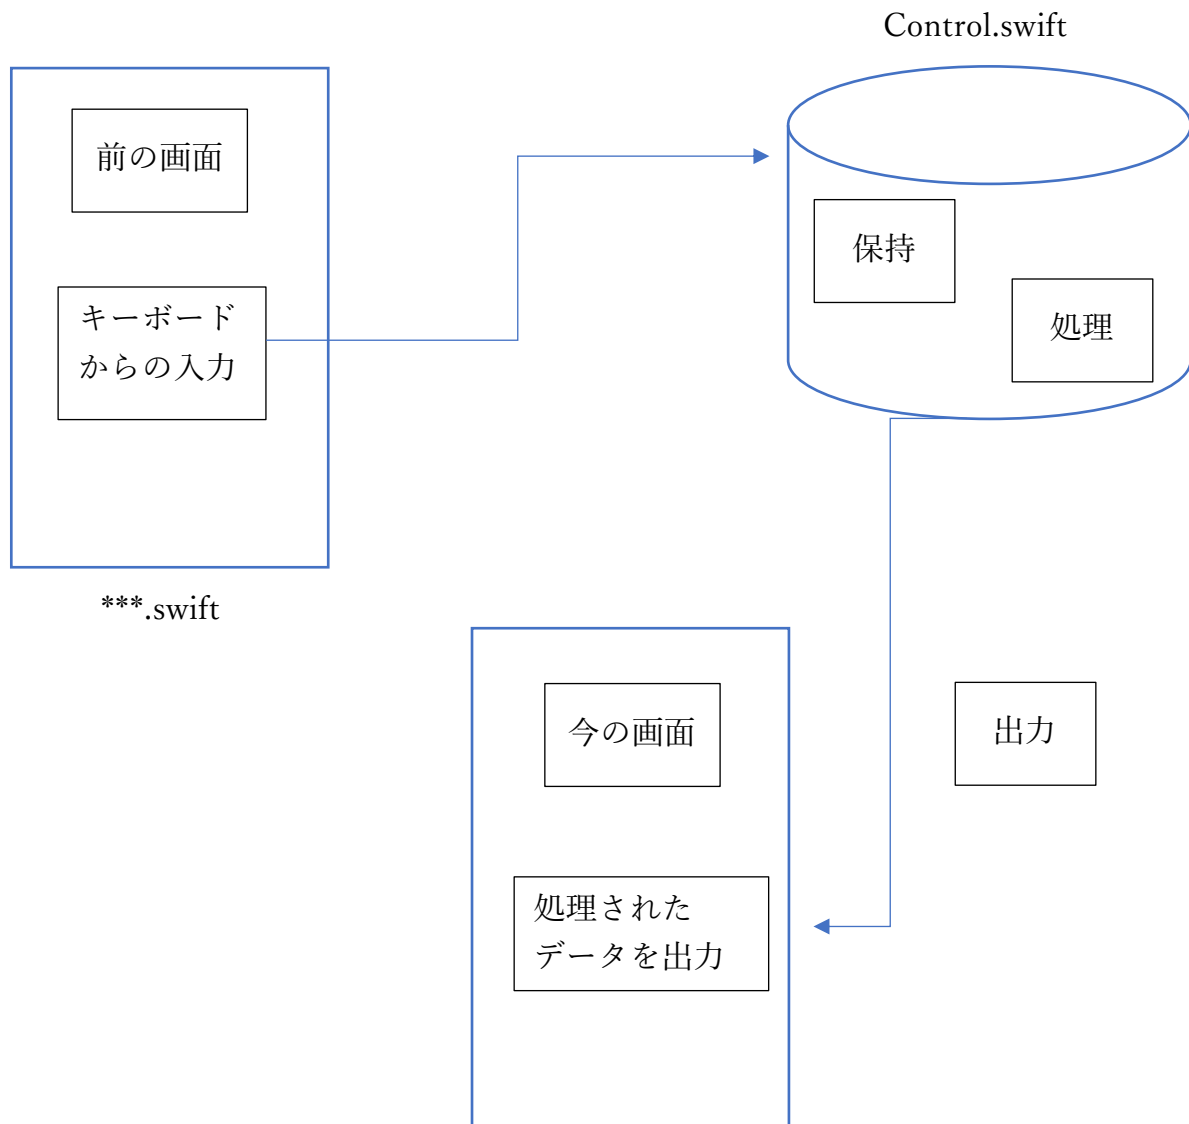 Control.swift
前の画面
保持
キーボード
からの入力
処理
***.swift
今の画面
出力
処理された
データを出力